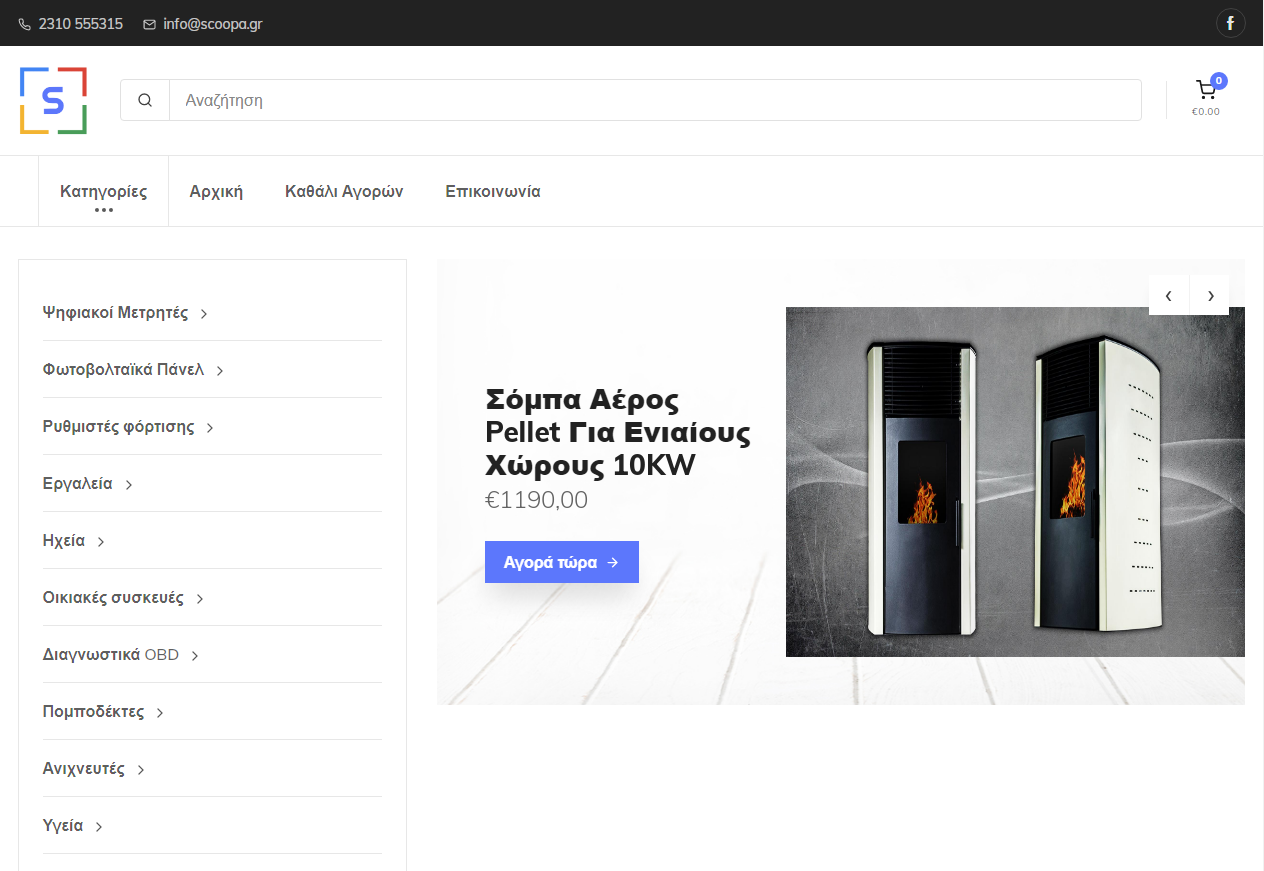 2310 555315 info@scoopa.gr
S
Αναζήτηση
0
€0.00
Κατηγορίες Αρχική Καθάλι Αγορών Επικοινωνία
Ψηφιακοί Μετρητές
Φωτοβολταϊκά Πάνελ
Ρυθμιστές φόρτισης
Εργαλεία
Ηχεία
Οικιακές συσκευές
Διαγνωστικά OBD
Πομποδέκτες
Ανιχνευτές
Υγεία
Σόμπα Αέρος
Pellet Για Ενιαίους
Χώρους 10KW
€1190,00
Αγορά τώρα